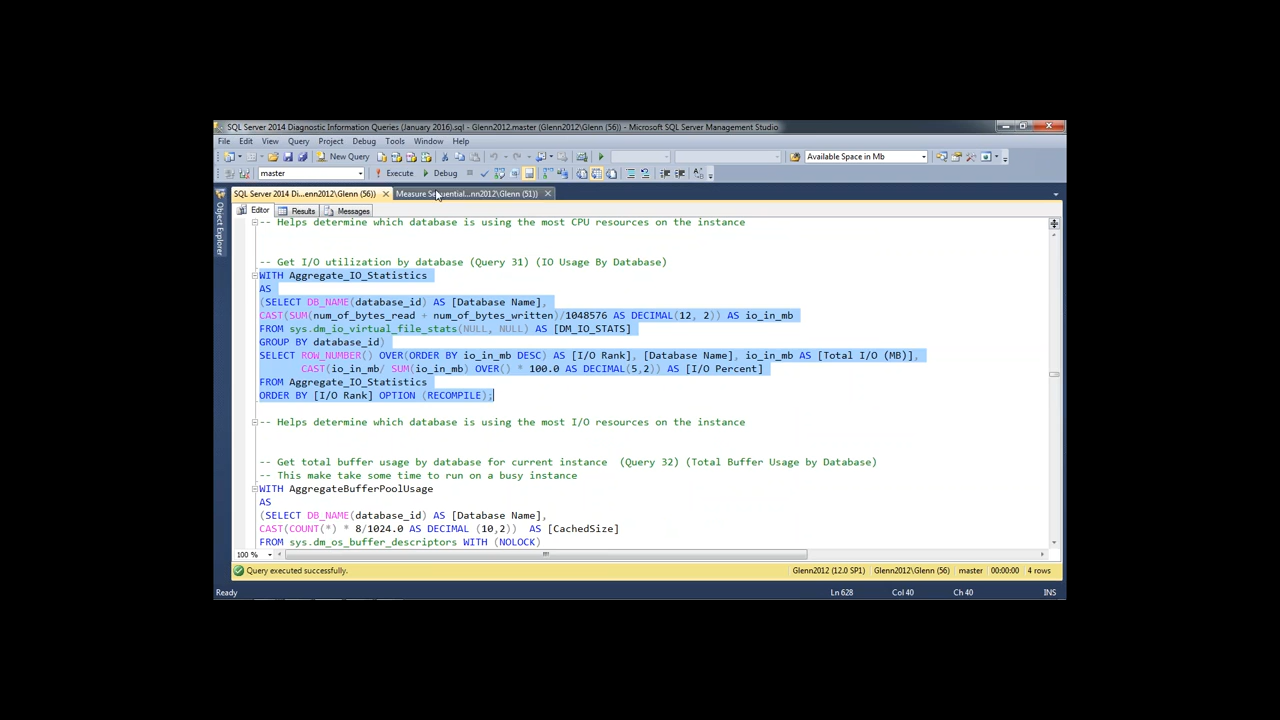 SQL Server 2014 Diagnostic Information Queries (January 2016).sql - Glenn2012.master (Glenn2012\Glenn (56)) - Microsoft SQL Server Management Studio
File Edit View Query Project Debug Tools Window Help
New Query Available Space in Mb
master Execute Debug
SQL Server 2014 Di...enn2012\Glenn (56)) Measure Sequential...nn2012\Glenn (51))
Object Explorer
Editor Results Messages
-- Helps determine which database is using the most CPU resources on the instance
-- Get I/O utilization by database (Query 31) (IO Usage By Database)
WITH Aggregate_IO_Statistics
AS
(SELECT DB_NAME(database_id) AS [Database Name],
CAST(SUM(num_of_bytes_read + num_of_bytes_written)/1048576 AS DECIMAL(12, 2)) AS io_in_mb
FROM sys.dm_io_virtual_file_stats(NULL, NULL) AS [DM_IO_STATS]
GROUP BY database_id)
SELECT ROW_NUMBER() OVER(ORDER BY io_in_mb DESC) AS [I/O Rank], [Database Name], io_in_mb AS [Total I/O (MB)],
CAST(io_in_mb/ SUM(io_in_mb) OVER() * 100.0 AS DECIMAL(5,2)) AS [I/O Percent]
FROM Aggregate_IO_Statistics
ORDER BY [I/O Rank] OPTION (RECOMPILE);
-- Helps determine which database is using the most I/O resources on the instance
-- Get total buffer usage by database for current instance (Query 32) (Total Buffer Usage by Database)
-- This make take some time to run on a busy instance
WITH AggregateBufferPoolUsage
AS
(SELECT DB_NAME(database_id) AS [Database Name],
CAST(COUNT(*) * 8/1024.0 AS DECIMAL (10,2)) AS [CachedSize]
FROM sys.dm_os_buffer_descriptors WITH (NOLOCK)
100 %
Query executed successfully. Glenn2012 (12.0 SP1) Glenn2012\Glenn (56) master 00:00:00 4 rows
Ready Ln 628 Col 40 Ch 40 INS